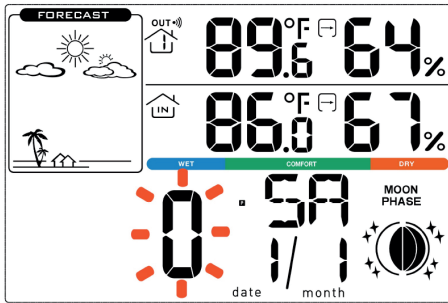 FORECAST
OUT 1 89.6 °F 64%
IN 86.0 °F 67%
WET COMFORT DRY
0 P SA
MOON
PHASE
1/1
date month